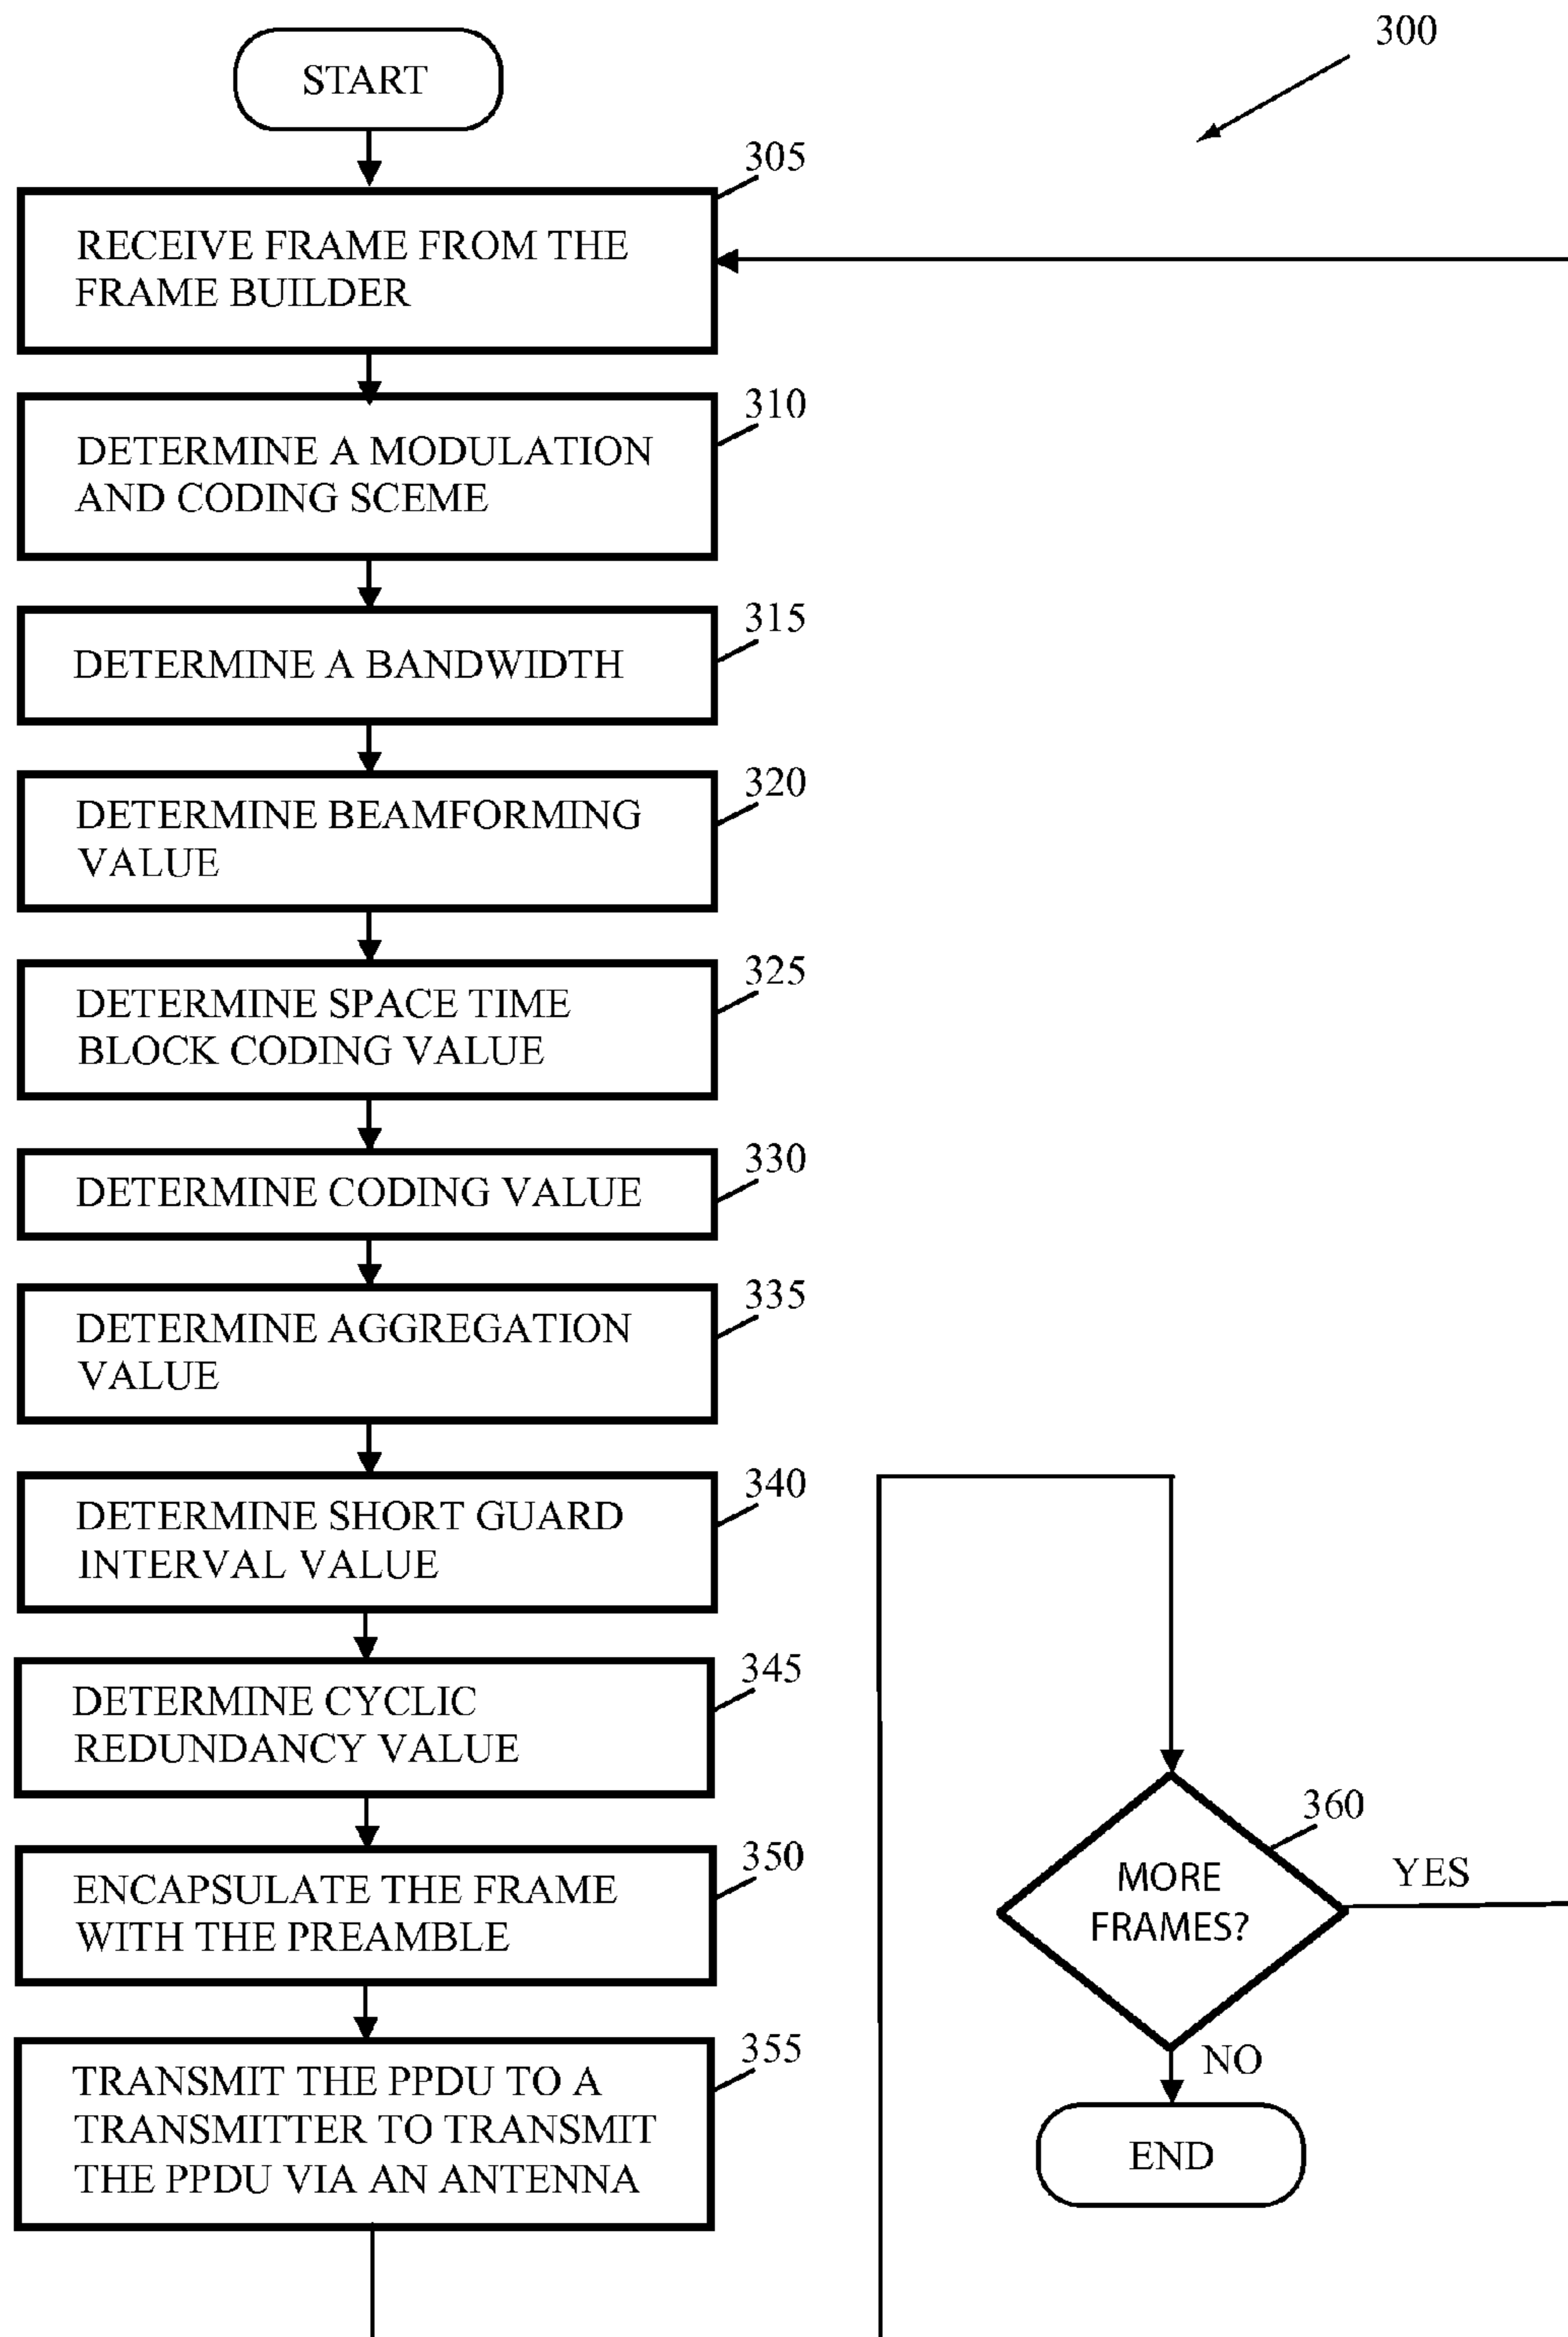 300
START
305
RECEIVE FRAME FROM THE
FRAME BUILDER
310
DETERMINE A MODULATION
AND CODING SCEME
315
DETERMINE A BANDWIDTH
320
DETERMINE BEAMFORMING
VALUE
325
DETERMINE SPACE TIME
BLOCK CODING VALUE
330
DETERMINE CODING VALUE
335
DETERMINE AGGREGATION
VALUE
340
DETERMINE SHORT GUARD
INTERVAL VALUE
345
DETERMINE CYCLIC
REDUNDANCY VALUE
350
ENCAPSULATE THE FRAME
WITH THE PREAMBLE
355
TRANSMIT THE PPDU TO A
TRANSMITTER TO TRANSMIT
THE PPDU VIA AN ANTENNA
360
MORE
FRAMES?
YES
NO
END